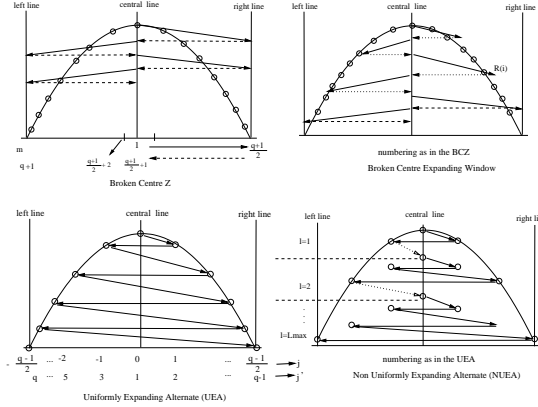 left line
central line
right line
m
q+1
q+1/2 +2
q+1/2 +1
1
q+1/2
Broken Centre Z
left line
central line
right line
R(i)
numbering as in the BCZ
Broken Centre Expanding Window
left line
central line
right line
- q - 1/2 ... -2 -1 0 1 ... q - 1/2 j
q ... 5 3 1 2 ... q-1 j'
Uniformly Expanding Alternate (UEA)
left line
central line
right l
l=1
l=2
.
.
.
l=Lmax
numbering as in the UEA
Non Uniformly Expanding Alternate (NUEA)